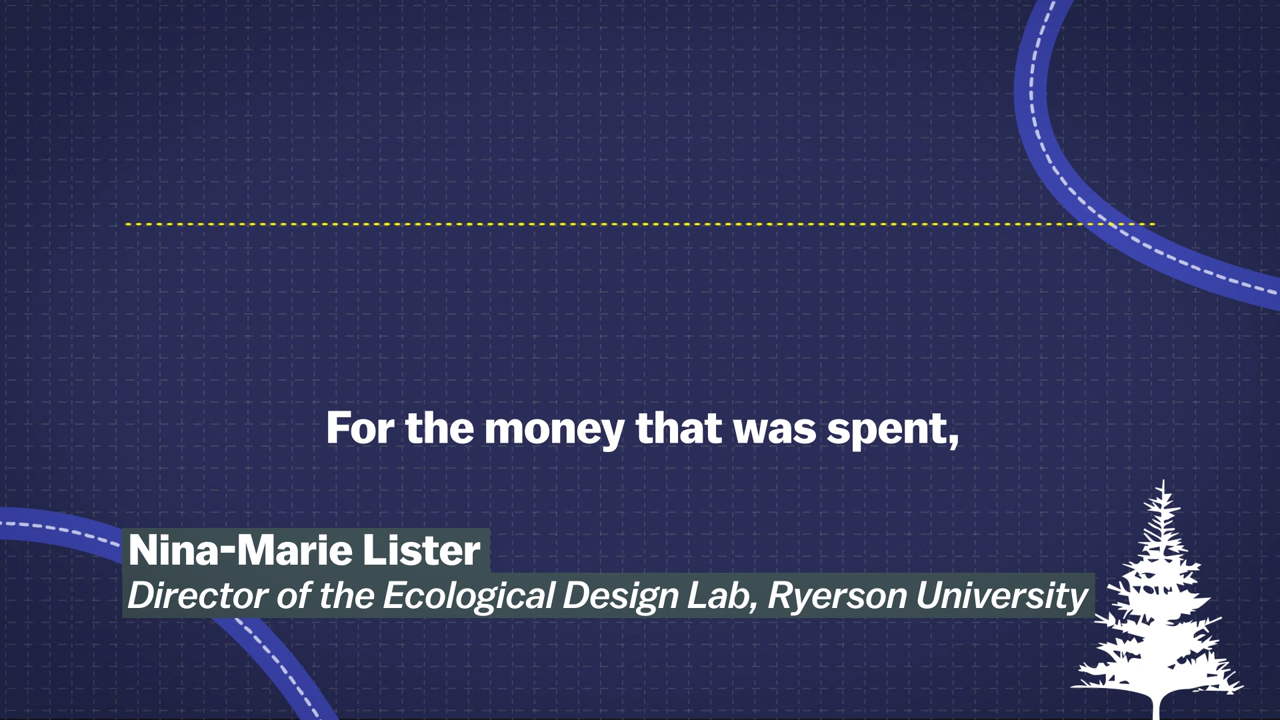 For the money that was spent,
Nina-Marie Lister
Director of the Ecological Design Lab, Ryerson University